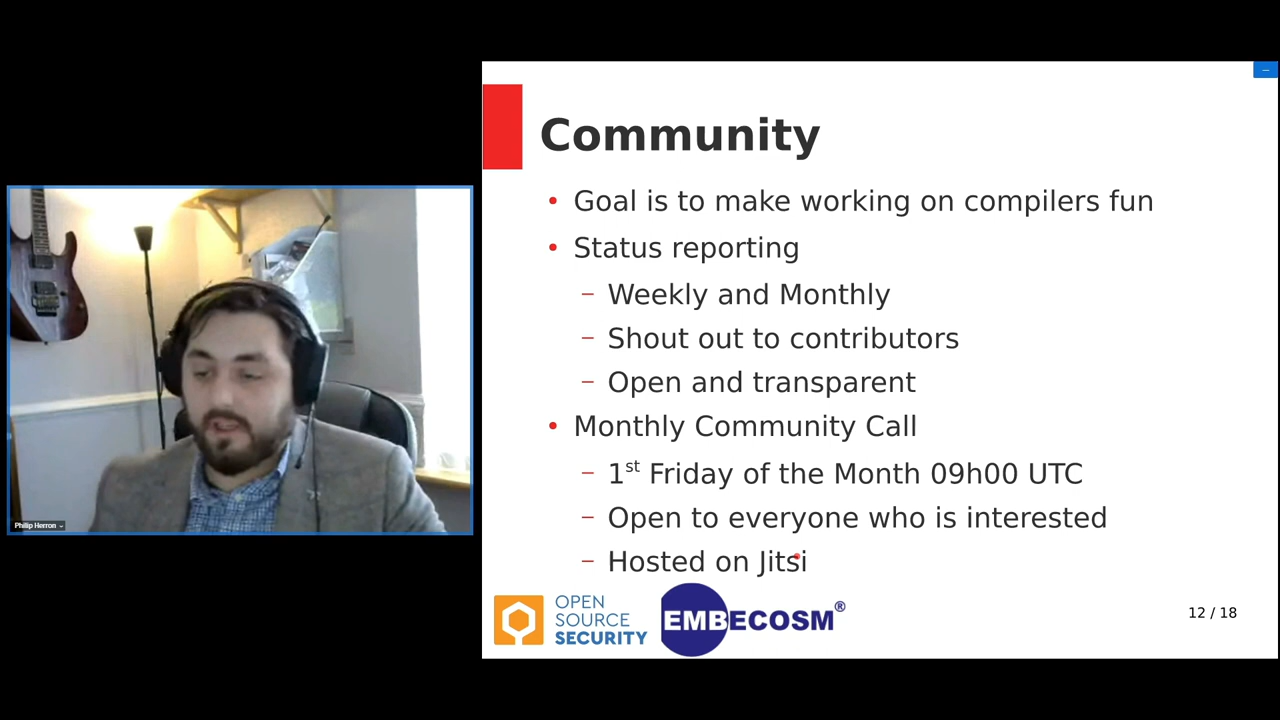 Community
Goal is to make working on compilers fun
Status reporting
Weekly and Monthly
Shout out to contributors
Open and transparent
Monthly Community Call
1st Friday of the Month 09h00 UTC
Open to everyone who is interested
Hosted on Jitsi
OPEN
SOURCE
SECURITY
EMBECOSM®
12 / 18
Philip Herron